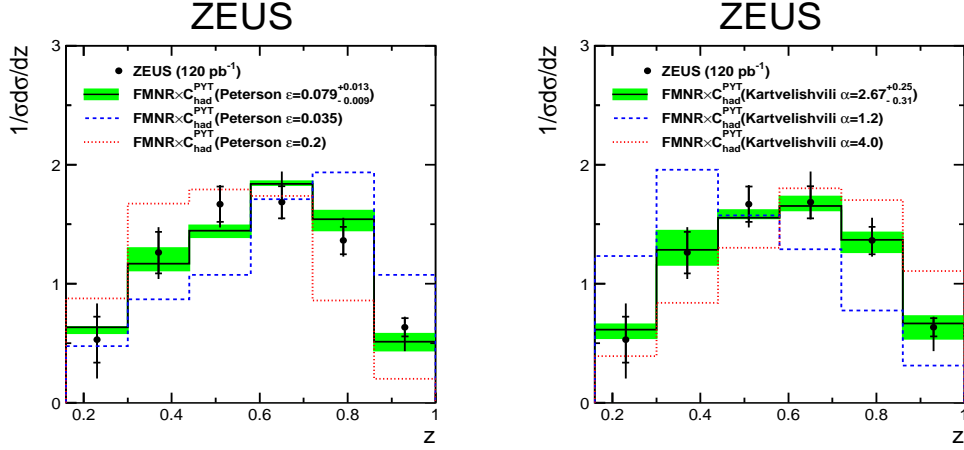 ZEUS
1/σdσ/dz
3
2
1
0
ZEUS (120 pb⁻¹)
FMNR×C_had^PYT(Peterson ε=0.079 +0.013 - 0.009)
FMNR×C_had^PYT(Peterson ε=0.035)
FMNR×C_had^PYT(Peterson ε=0.2)
0.2 0.4 0.6 0.8 1
z
ZEUS
1/σdσ/dz
3
2
1
0
ZEUS (120 pb⁻¹)
FMNR×C_had^PYT(Kartvelishvili α=2.67 +0.25 - 0.31)
FMNR×C_had^PYT(Kartvelishvili α=1.2)
FMNR×C_had^PYT(Kartvelishvili α=4.0)
0.2 0.4 0.6 0.8 1
z